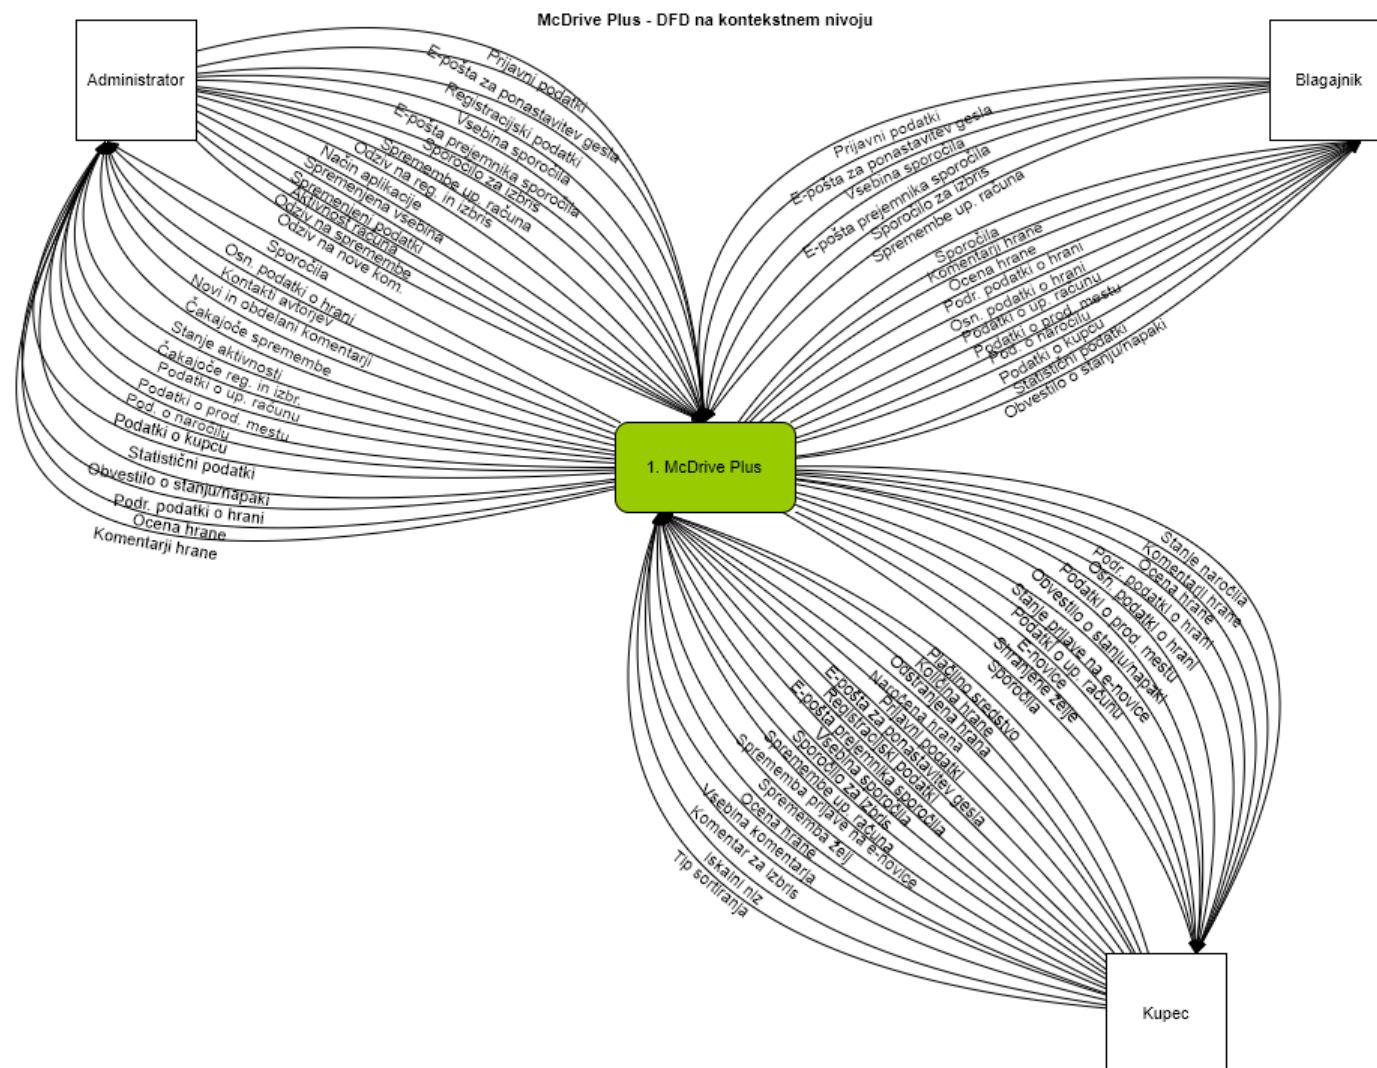 McDrive Plus - DFD na kontekstnem nivoju
Administrator
Blagajnik
Prijavni podatki
E-pošta za ponastavitev gesla
Registracijski podatki
Vsebina sporočila
E-pošta prejemnika sporočila
Sporočilo za izbris
Spremembe up. računa
Odziv na reg. in izbris
Način aplikacije
Spremenjena vsebina
Spremenjeni podatki
Aktivnost računa
Odziv na spremembe
Odziv na nove kom.
Sporočila
Osn. podatki o hrani
Kontakti avtorjev
Novi in obdelani komentarji
Čakajoče spremembe
Stanje aktivnosti
Čakajoče reg. in izbr.
Podatki o up. računu
Podatki o prod. mestu
Pod. o naročilu
Podatki o kupcu
Statistični podatki
Obvestilo o stanju/napaki
Podr. podatki o hrani
Ocena hrane
Komentarji hrane
Prijavni podatki
E-pošta za ponastavitev gesla
Vsebina sporočila
E-pošta prejemnika sporočila
Sporočilo za izbris
Spremembe up. računa
Sporočila
Komentarji hrane
Ocena hrane
Podr. podatki o hrani
Osn. podatki o hrani
Podatki o up. računu
Podatki o prod. mestu
Pod. o naročilu
Podatki o kupcu
Statistični podatki
Obvestilo o stanju/napaki
1. McDrive Plus
Stanje naročila
Komentarji hrane
Ocena hrane
Podr. podatki o hrani
Osn. podatki o hrani
Podatki o prod. mestu
Obvestilo o stanju/napaki
Stanje prijave na e-novice
Podatki o up. računu
E-novice
Shranjene želje
Sporočila
Plačilno sredstvo
Količina hrane
Odstranjena hrana
Naročena hrana
Prijavni podatki
E-pošta za ponastavitev gesla
Registracijski podatki
E-pošta prejemnika sporočila
Vsebina sporočila
Sporočilo za izbris
Spremembe up. računa
Sprememba prijave na e-novice
Sprememba želj
Ocena hrane
Vsebina komentarja
Komentar za izbris
Iskalni niz
Tip sortiranja
Kupec